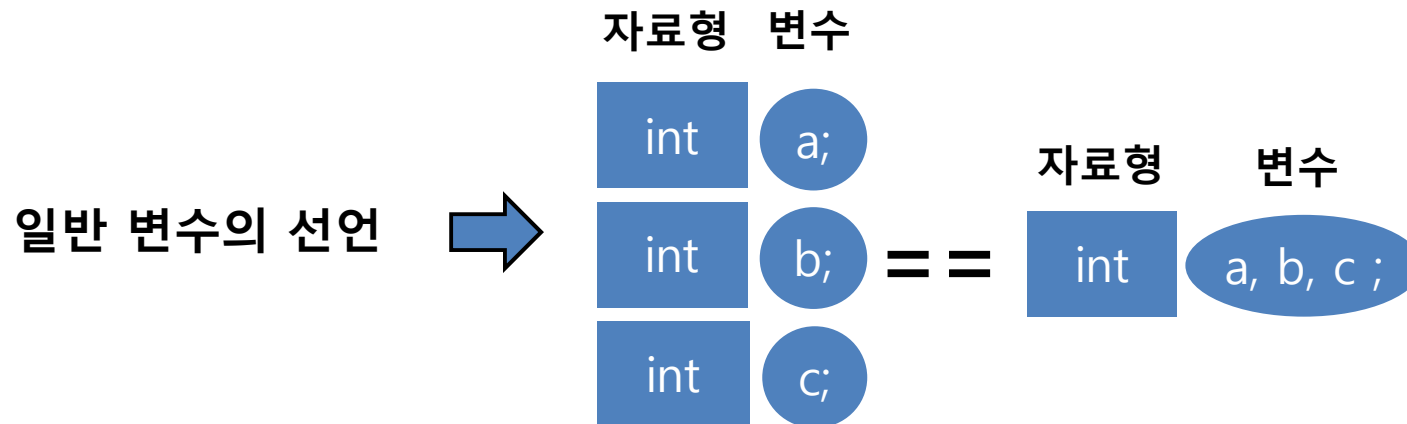 자료형 변수
int a;
int b;
int c;
일반 변수의 선언
==
자료형 변수
int a, b, c ;